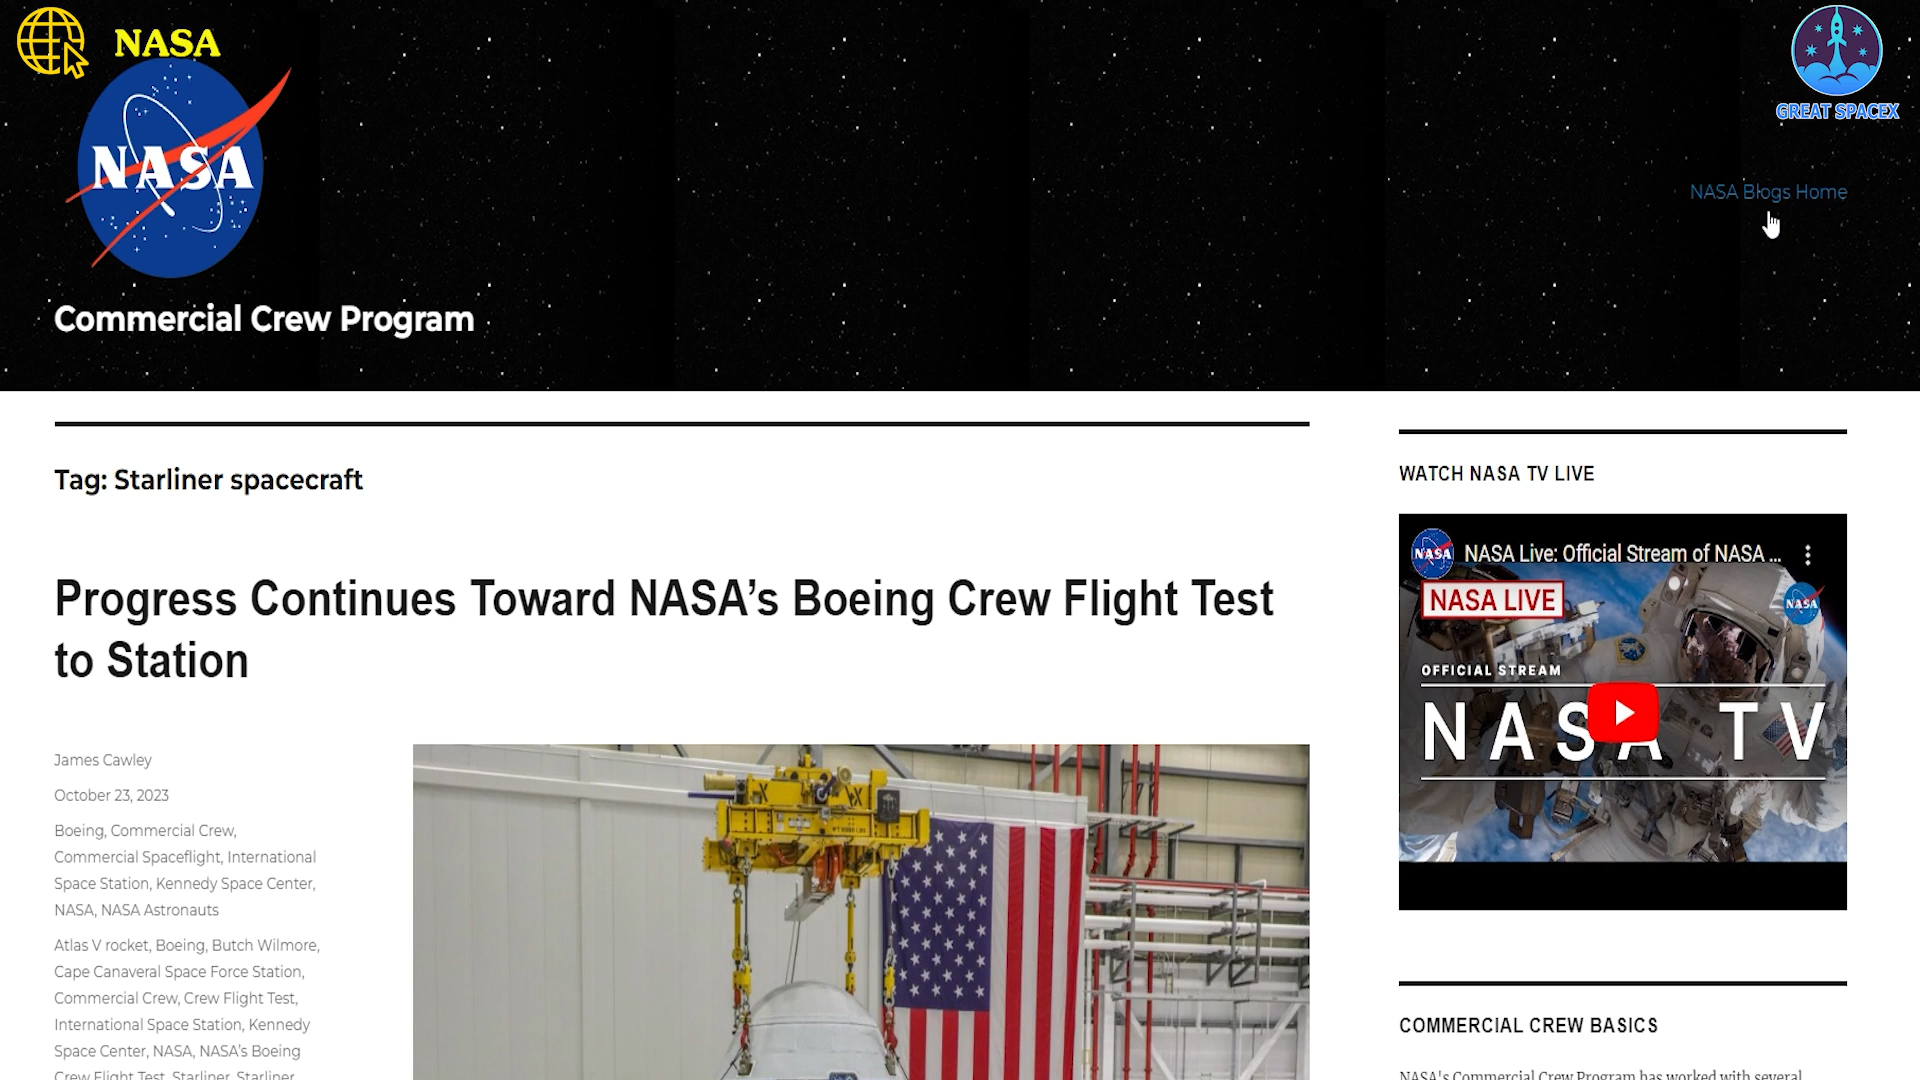 NASA
NASA
GREAT SPACEX
NASA Blogs Home
Commercial Crew Program
Tag: Starliner spacecraft
Progress Continues Toward NASA’s Boeing Crew Flight Test
to Station
James Cawley
October 23, 2023
Boeing, Commercial Crew,
Commercial Spaceflight, International
Space Station, Kennedy Space Center,
NASA, NASA Astronauts
Atlas V rocket, Boeing, Butch Wilmore,
Cape Canaveral Space Force Station,
Commercial Crew, Crew Flight Test,
International Space Station, Kennedy
Space Center, NASA, NASA’s Boeing
Crew Flight Test, Starliner, Starliner
WATCH NASA TV LIVE
NASA
NASA Live: Official Stream of NASA ...
NASA LIVE
NASA
OFFICIAL STREAM
NASA TV
COMMERCIAL CREW BASICS
NASA's Commercial Crew Program has worked with several